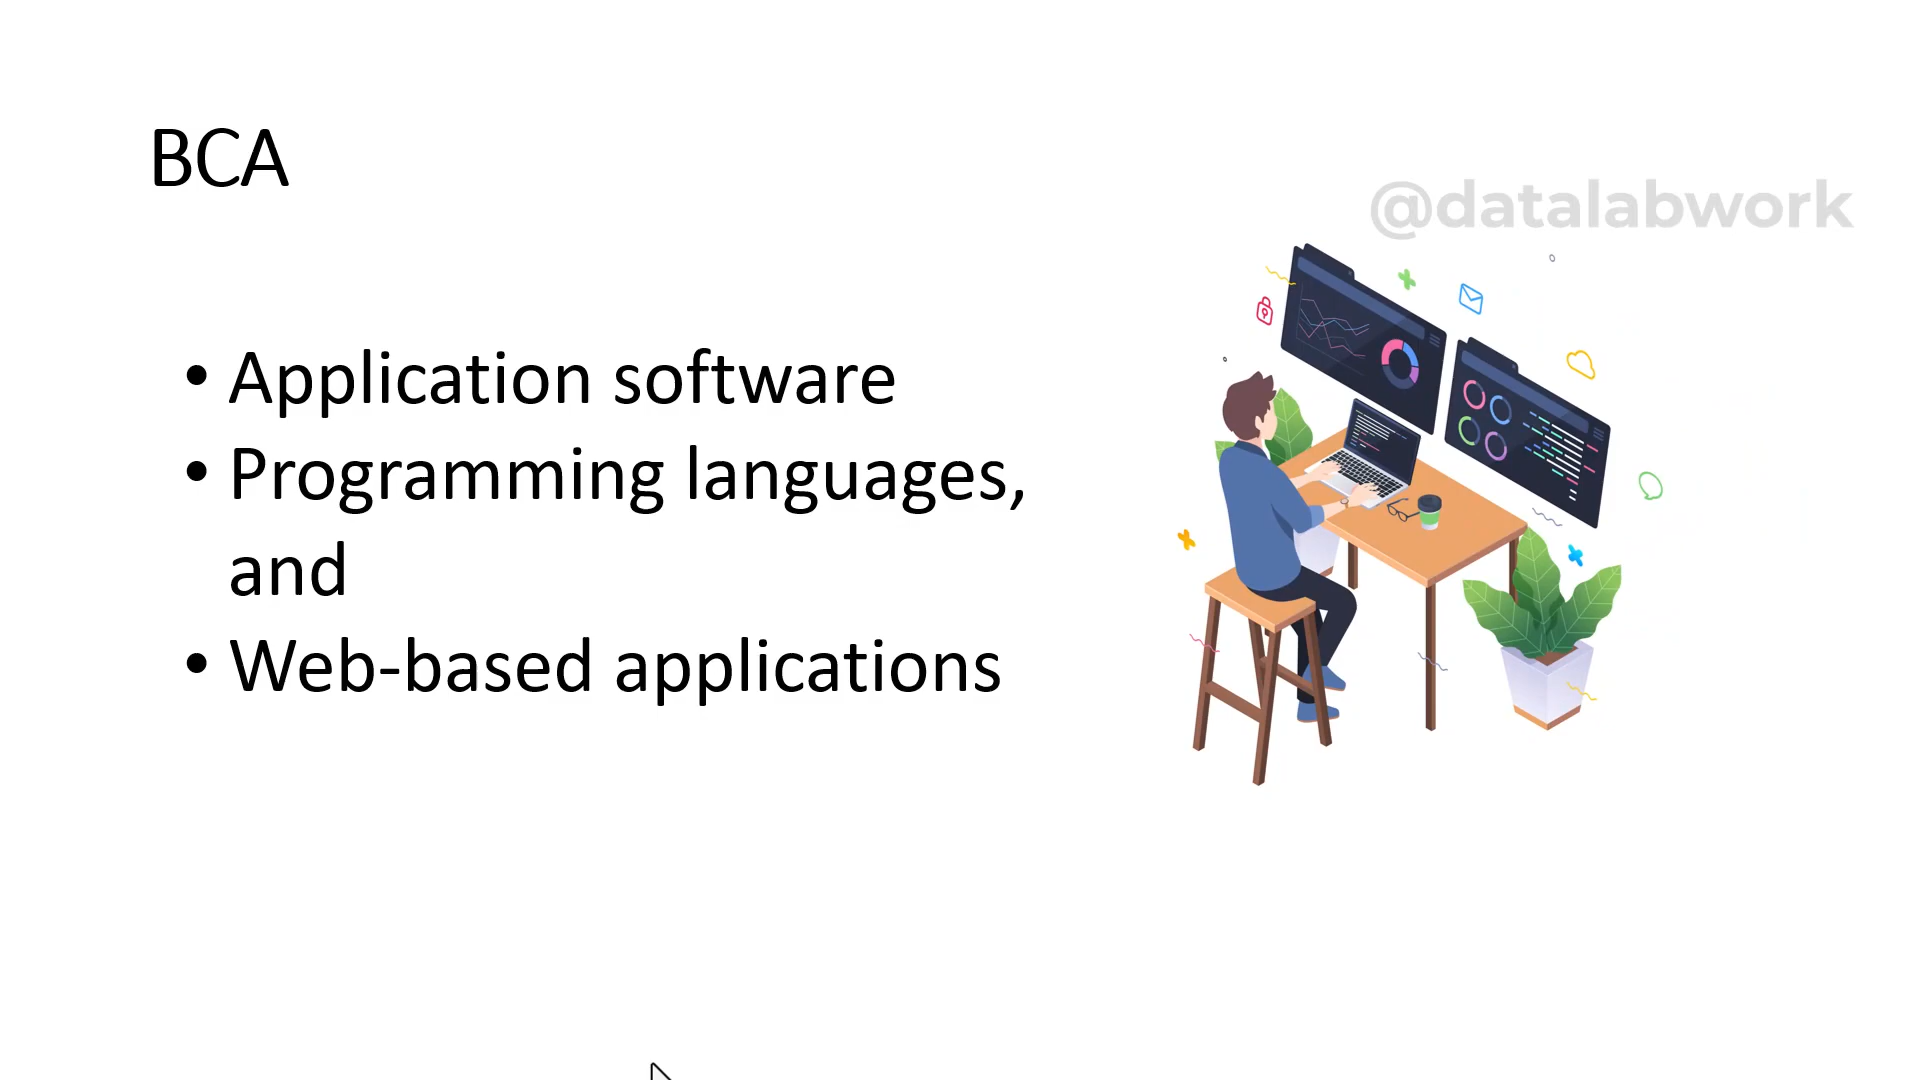 BCA
@datalabwork
• Application software
• Programming languages,
and
• Web-based applications